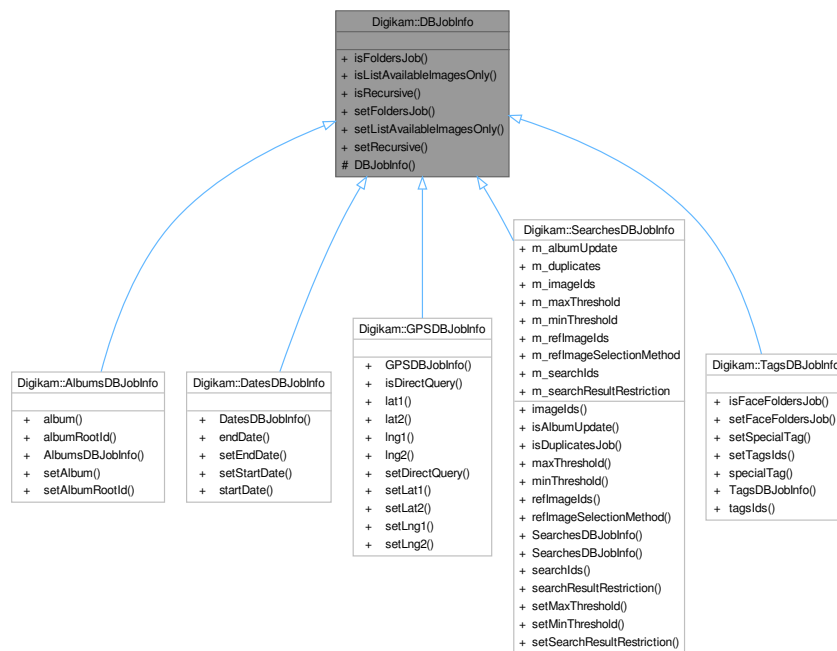 Digikam::DBJobInfo
+ isFoldersJob()
+ isListAvailableImagesOnly()
+ isRecursive()
+ setFoldersJob()
+ setListAvailableImagesOnly()
+ setRecursive()
# DBJobInfo()
Digikam::AlbumsDBJobInfo
+ album()
+ albumRootId()
+ AlbumsDBJobInfo()
+ setAlbum()
+ setAlbumRootId()
Digikam::DatesDBJobInfo
+ DatesDBJobInfo()
+ endDate()
+ setEndDate()
+ setStartDate()
+ startDate()
Digikam::GPSDBJobInfo
+ GPSDBJobInfo()
+ isDirectQuery()
+ lat1()
+ lat2()
+ lng1()
+ lng2()
+ setDirectQuery()
+ setLat1()
+ setLat2()
+ setLng1()
+ setLng2()
Digikam::SearchesDBJobInfo
+ m_albumUpdate
+ m_duplicates
+ m_imageIds
+ m_maxThreshold
+ m_minThreshold
+ m_refImageIds
+ m_refImageSelectionMethod
+ m_searchIds
+ m_searchResultRestriction
+ imageIds()
+ isAlbumUpdate()
+ isDuplicatesJob()
+ maxThreshold()
+ minThreshold()
+ refImageIds()
+ refImageSelectionMethod()
+ SearchesDBJobInfo()
+ SearchesDBJobInfo()
+ searchIds()
+ searchResultRestriction()
+ setMaxThreshold()
+ setMinThreshold()
+ setSearchResultRestriction()
Digikam::TagsDBJobInfo
+ isFaceFoldersJob()
+ setFaceFoldersJob()
+ setSpecialTag()
+ setTagsIds()
+ specialTag()
+ TagsDBJobInfo()
+ tagsIds()